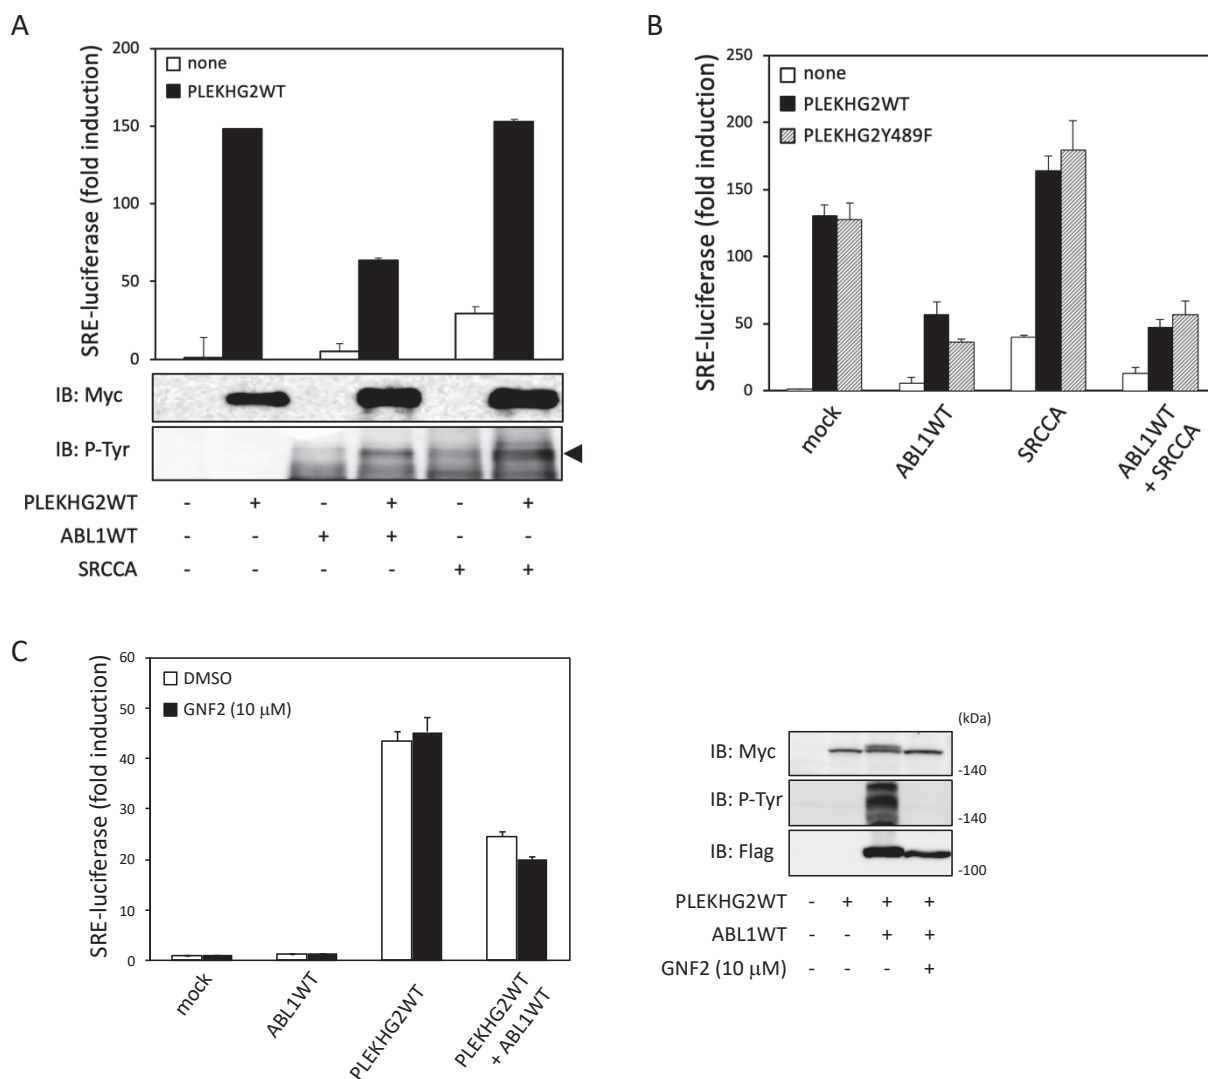 A
SRE-luciferase (fold induction)
200
150
100
50
0
none
PLEKHG2WT
IB: Myc
IB: P-Tyr
PLEKHG2WT - + - + - +
ABL1WT - - + + - -
SRCCA - - - - + +
B
SRE-luciferase (fold induction)
250
200
150
100
50
0
none
PLEKHG2WT
PLEKHG2Y489F
mock
ABL1WT
SRCCA
ABL1WT
+ SRCCA
C
SRE-luciferase (fold induction)
60
50
40
30
20
10
0
DMSO
GNF2 (10 μM)
mock
ABL1WT
PLEKHG2WT
PLEKHG2WT
+ ABL1WT
(kDa)
IB: Myc
-140
IB: P-Tyr
-140
IB: Flag
-100
PLEKHG2WT - + + +
ABL1WT - - + +
GNF2 (10 μM) - - - +